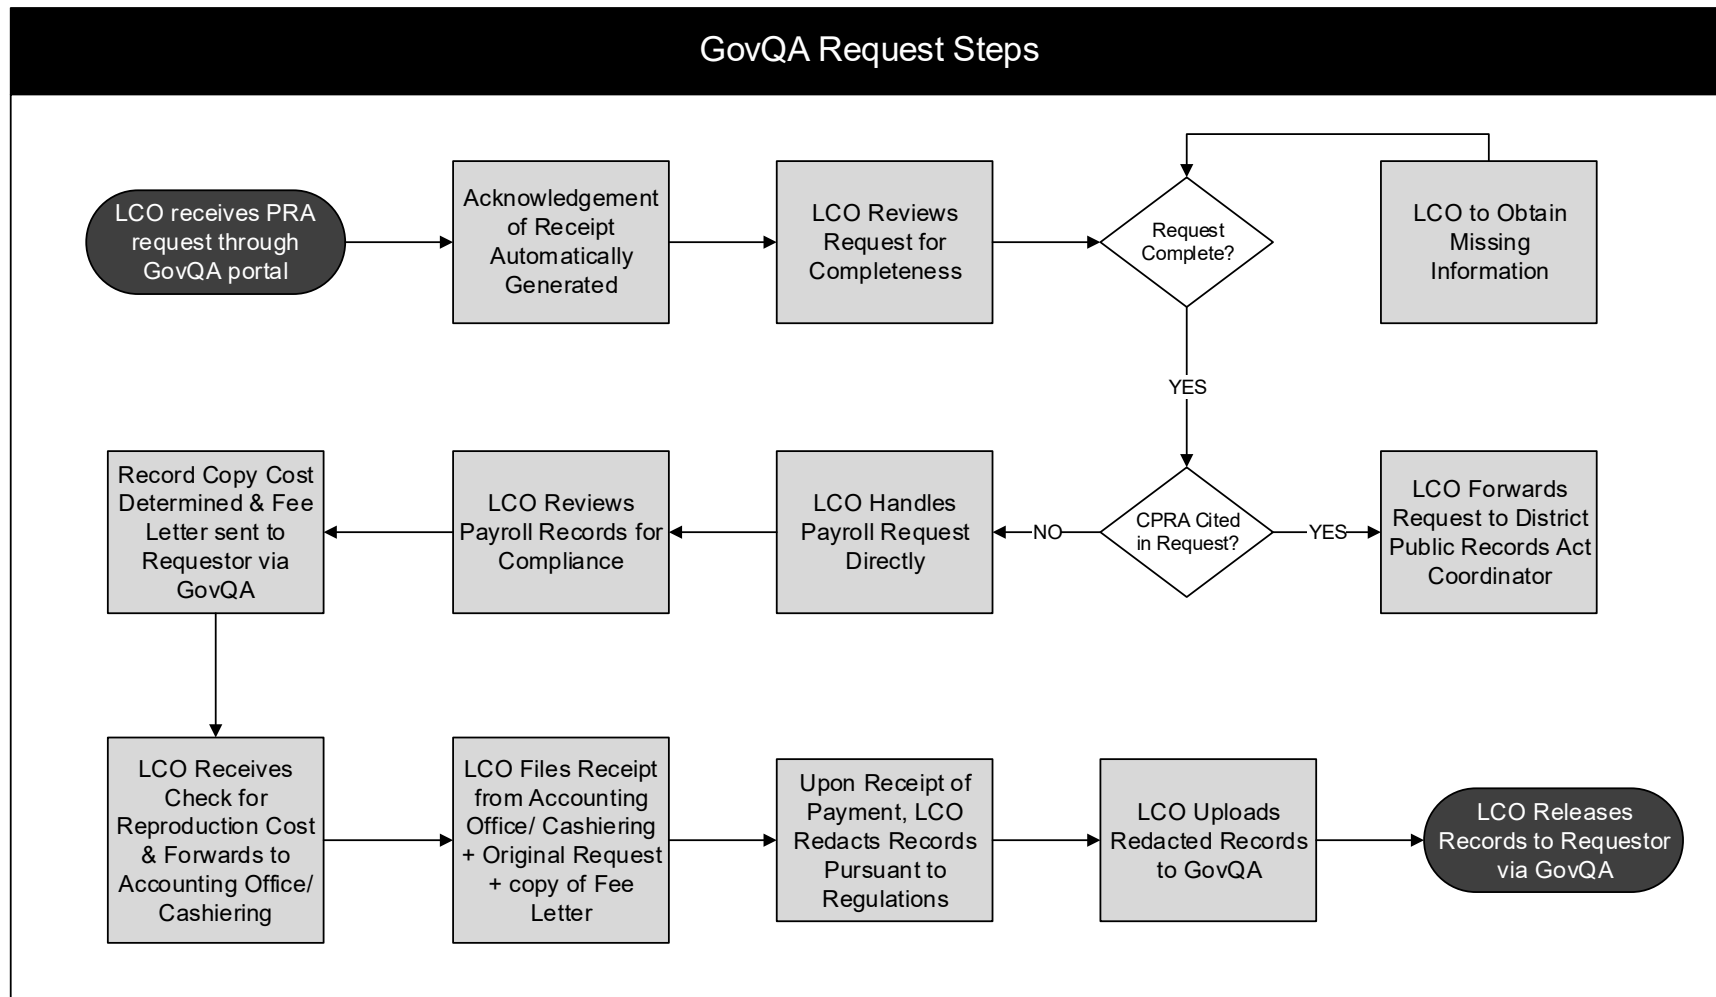 GovQA Request Steps
LCO receives PRA
request through
GovQA portal
Acknowledgement
of Receipt
Automatically
Generated
LCO Reviews
Request for
Completeness
Request
Complete?
LCO to Obtain
Missing
Information
YES
Record Copy Cost
Determined & Fee
Letter sent to
Requestor via
GovQA
LCO Reviews
Payroll Records for
Compliance
LCO Handles
Payroll Request
Directly
NO
CPRA Cited
in Request?
YES
LCO Forwards
Request to District
Public Records Act
Coordinator
LCO Receives
Check for
Reproduction Cost
& Forwards to
Accounting Office/
Cashiering
LCO Files Receipt
from Accounting
Office/ Cashiering
+ Original Request
+ copy of Fee
Letter
Upon Receipt of
Payment, LCO
Redacts Records
Pursuant to
Regulations
LCO Uploads
Redacted Records
to GovQA
LCO Releases
Records to Requestor
via GovQA